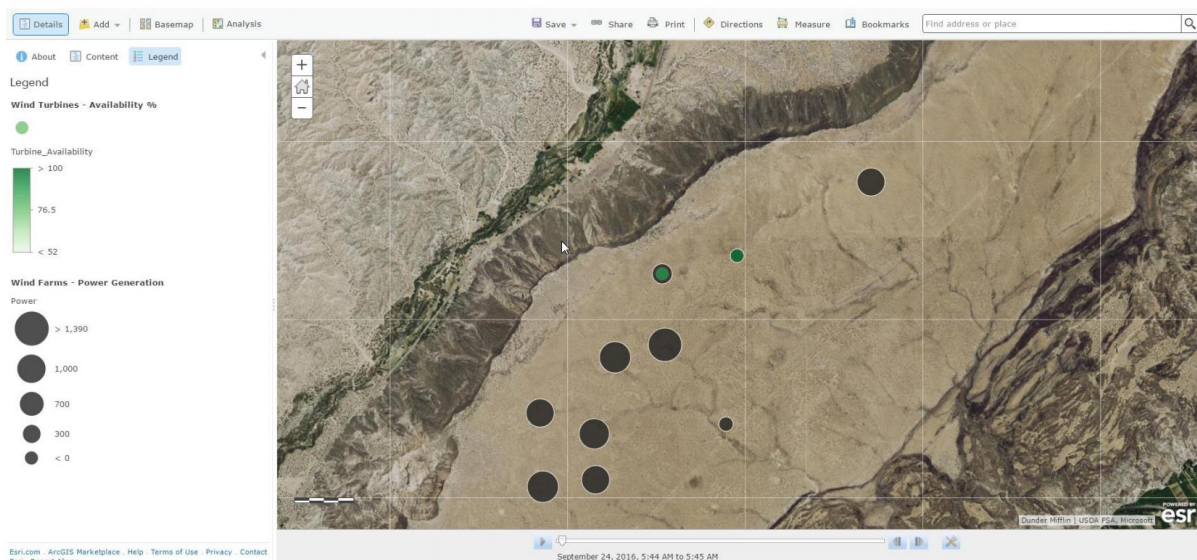 Details
Add
Basemap
Analysis
Save
Share
Print
Directions
Measure
Bookmarks
Find address or place
About
Content
Legend
Legend
Wind Turbines - Availability %
Turbine_Availability
> 100
76.5
< 52
Wind Farms - Power Generation
Power
> 1,390
1,000
700
300
< 0
+
−
POWERED BY
esri
Dunder Mifflin | USDA FSA, Microsoft
Esri.com . ArcGIS Marketplace . Help . Terms of Use . Privacy . Contact
September 24, 2016, 5:44 AM to 5:45 AM